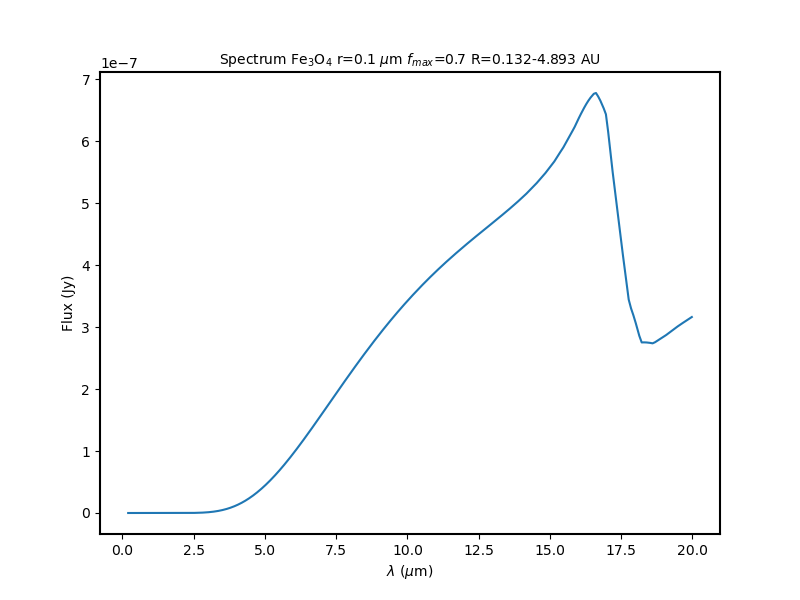 Spectrum Fe₃O₄ r=0.1 μm fₘₐₓ=0.7 R=0.132-4.893 AU
1e−7
7
6
5
4
3
2
1
0
Flux (Jy)
0.0 2.5 5.0 7.5 10.0 12.5 15.0 17.5 20.0
λ (μm)